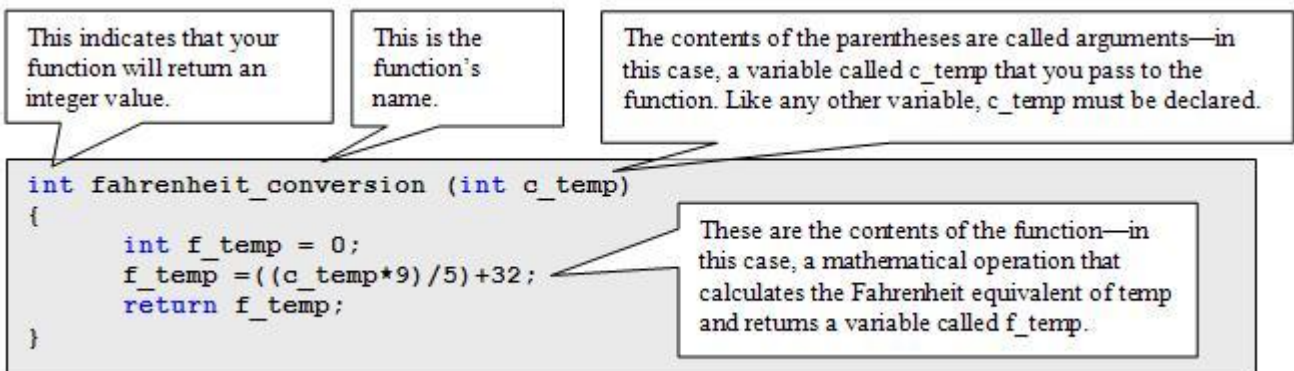 This indicates that your
function will return an
integer value.
This is the
function's
name.
The contents of the parentheses are called arguments—in
this case, a variable called c_temp that you pass to the
function. Like any other variable, c_temp must be declared.
int fahrenheit_conversion (int c_temp)
{
int f_temp = 0;
f_temp =((c_temp*9)/5)+32;
return f_temp;
}
These are the contents of the function—in
this case, a mathematical operation that
calculates the Fahrenheit equivalent of temp
and returns a variable called f_temp.